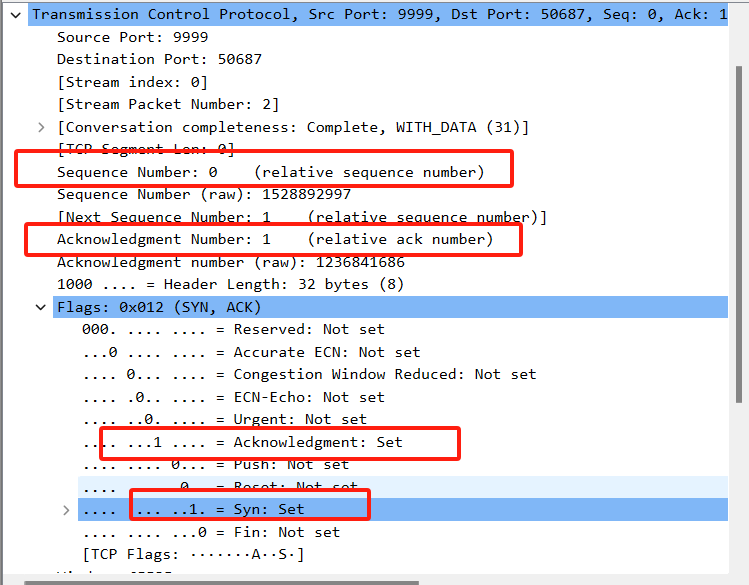 Transmission Control Protocol, Src Port: 9999, Dst Port: 50687, Seq: 0, Ack: 1
Source Port: 9999
Destination Port: 50687
[Stream index: 0]
[Stream Packet Number: 2]
[Conversation completeness: Complete, WITH_DATA (31)]
[TCP Segment Len: 0]
Sequence Number: 0    (relative sequence number)
Sequence Number (raw): 1528892997
[Next Sequence Number: 1    (relative sequence number)]
Acknowledgment Number: 1    (relative ack number)
Acknowledgment number (raw): 1236841686
1000 .... = Header Length: 32 bytes (8)
Flags: 0x012 (SYN, ACK)
000. .... .... = Reserved: Not set
...0 .... .... = Accurate ECN: Not set
.... 0... .... = Congestion Window Reduced: Not set
.... .0.. .... = ECN-Echo: Not set
.... ..0. .... = Urgent: Not set
.... ...1 .... = Acknowledgment: Set
.... .... 0... = Push: Not set
.... .... .0.. = Reset: Not set
.... .... ..1. = Syn: Set
.... .... ...0 = Fin: Not set
[TCP Flags: ·······A··S·]